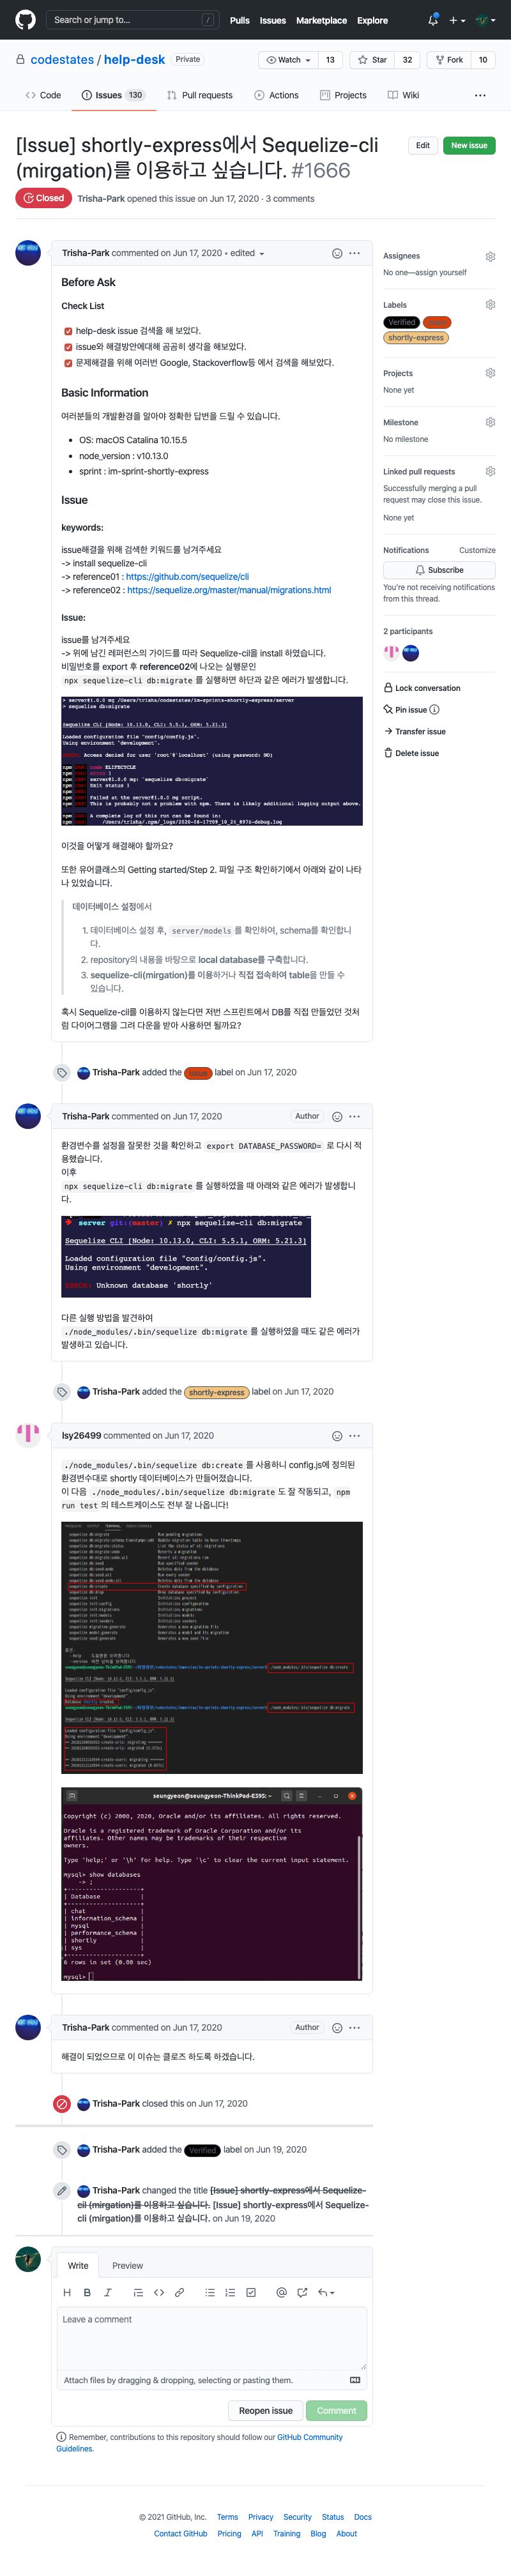 Search or jump to... /
Pulls Issues Marketplace Explore
codestates / help-desk Private
Watch 13 Star 32 Fork 10
Code Issues 130 Pull requests Actions Projects Wiki
[Issue] shortly-express에서 Sequelize-cli
(mirgation)를 이용하고 싶습니다. #1666
Edit New issue
Closed Trisha-Park opened this issue on Jun 17, 2020 · 3 comments
Trisha-Park commented on Jun 17, 2020 • edited
Before Ask
Check List
help-desk issue 검색을 해 보았다.
issue와 해결방안에대해 곰곰히 생각을 해보았다.
문제해결을 위해 여러번 Google, Stackoverflow등 에서 검색을 해보았다.
Basic Information
여러분들의 개발환경을 알아야 정확한 답변을 드릴 수 있습니다.
• OS: macOS Catalina 10.15.5
• node_version : v10.13.0
• sprint : im-sprint-shortly-express
Issue
keywords:
issue해결을 위해 검색한 키워드를 남겨주세요
-> install sequelize-cli
-> reference01 : https://github.com/sequelize/cli
-> reference02 : https://sequelize.org/master/manual/migrations.html
Issue:
issue를 남겨주세요
-> 위에 남긴 레퍼런스의 가이드를 따라 Sequelize-cil을 install 하였습니다.
비밀번호를 export 후 reference02에 나오는 실행문인
npx sequelize-cli db:migrate 를 실행하면 하단과 같은 에러가 발생합니다.
> server@1.0.0 mg /Users/trisha/codestates/im-sprints-shortly-express/server
> sequelize db:migrate
Sequelize CLI [Node: 10.13.0, CLI: 5.5.1, ORM: 5.21.3]
Loaded configuration file "config/config.js".
Using environment "development".
ERROR: Access denied for user 'root'@'localhost' (using password: NO)
npm ERR! code ELIFECYCLE
npm ERR! errno 1
npm ERR! server@1.0.0 mg: `sequelize db:migrate`
npm ERR! Exit status 1
npm ERR!
npm ERR! Failed at the server@1.0.0 mg script.
npm ERR! This is probably not a problem with npm. There is likely additional logging output above.
npm ERR! A complete log of this run can be found in:
이것을 어떻게 해결해야 할까요?
또한 유어클래스의 Getting started/Step 2. 파일 구조 확인하기에서 아래와 같이 나타
나 있었습니다.
데이터베이스 설정에서
1. 데이터베이스 설정 후, server/models 를 확인하여, schema를 확인합니
다.
2. repository의 내용을 바탕으로 local database를 구축합니다.
3. sequelize-cli(mirgation)를 이용하거나 직접 접속하여 table을 만들 수
있습니다.
혹시 Sequelize-cil를 이용하지 않는다면 저번 스프린트에서 DB를 직접 만들었던 것처
럼 다이어그램을 그려 다운을 받아 사용하면 될까요?
Trisha-Park added the issue label on Jun 17, 2020
Trisha-Park commented on Jun 17, 2020 Author
환경변수를 설정을 잘못한 것을 확인하고 export DATABASE_PASSWORD= 로 다시 적
용했습니다.
이후
npx sequelize-cli db:migrate 를 실행하였을 때 아래와 같은 에러가 발생합니
다.
server git:(master) ✗ npx sequelize-cli db:migrate
Sequelize CLI [Node: 10.13.0, CLI: 5.5.1, ORM: 5.21.3]
Loaded configuration file "config/config.js".
Using environment "development".
ERROR: Unknown database 'shortly'
다른 실행 방법을 발견하여
./node_modules/.bin/sequelize db:migrate 를 실행하였을 때도 같은 에러가
발생하고 있습니다.
Trisha-Park added the shortly-express label on Jun 17, 2020
lsy26499 commented on Jun 17, 2020
./node_modules/.bin/sequelize db:create 를 사용하니 config.js에 정의된
환경변수대로 shortly 데이터베이스가 만들어졌습니다.
이 다음 ./node_modules/.bin/sequelize db:migrate 도 잘 작동되고, npm
run test 의 테스트케이스도 전부 잘 나옵니다!
seungyeon@seungyeon-ThinkPad-E595: ~
Copyright (c) 2000, 2020, Oracle and/or its affiliates. All rights reserved.
Oracle is a registered trademark of Oracle Corporation and/or its
affiliates. Other names may be trademarks of their respective
owners.
Type 'help;' or '\h' for help. Type '\c' to clear the current input statement.
mysql> show databases
-> ;
+--------------------+
| Database |
+--------------------+
| chat |
| information_schema |
| mysql |
| performance_schema |
| shortly |
| sys |
+--------------------+
6 rows in set (0.00 sec)
mysql>
Trisha-Park commented on Jun 17, 2020 Author
해결이 되었으므로 이 이슈는 클로즈 하도록 하겠습니다.
Trisha-Park closed this on Jun 17, 2020
Trisha-Park added the Verified label on Jun 19, 2020
Trisha-Park changed the title [Issue] shortly-express에서 Sequelize-
cil (mirgation)를 이용하고 싶습니다. [Issue] shortly-express에서 Sequelize-
cli (mirgation)를 이용하고 싶습니다. on Jun 19, 2020
Write Preview
Leave a comment
Attach files by dragging & dropping, selecting or pasting them.
Reopen issue Comment
Remember, contributions to this repository should follow our GitHub Community
Guidelines.
Assignees
No one—assign yourself
Labels
Verified issue
shortly-express
Projects
None yet
Milestone
No milestone
Linked pull requests
Successfully merging a pull
request may close this issue.
None yet
Notifications Customize
Subscribe
You're not receiving notifications
from this thread.
2 participants
Lock conversation
Pin issue
Transfer issue
Delete issue
© 2021 GitHub, Inc. Terms Privacy Security Status Docs
Contact GitHub Pricing API Training Blog About